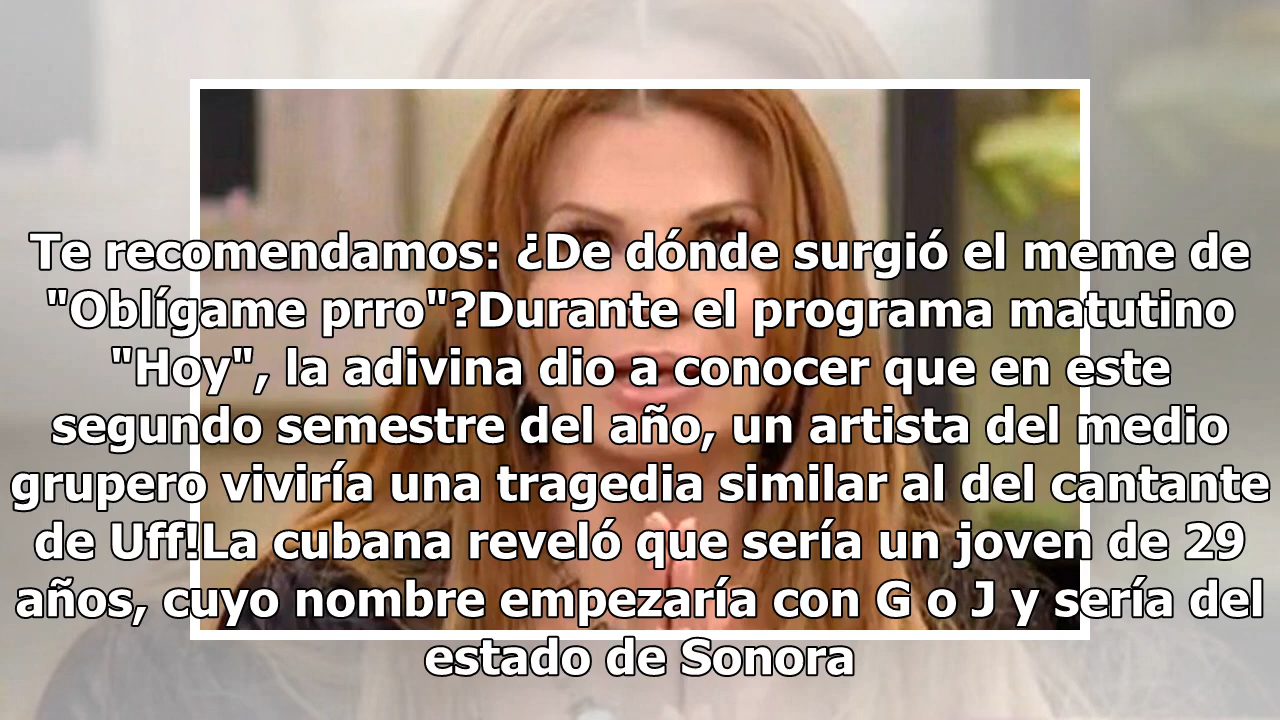 Te recomendamos: ¿De dónde surgió el meme de
"Oblígame prro"?Durante el programa matutino
"Hoy", la adivina dio a conocer que en este
segundo semestre del año, un artista del medio
grupero viviría una tragedia similar al del cantante
de Uff!La cubana reveló que sería un joven de 29
años, cuyo nombre empezaría con G o J y sería del
estado de Sonora